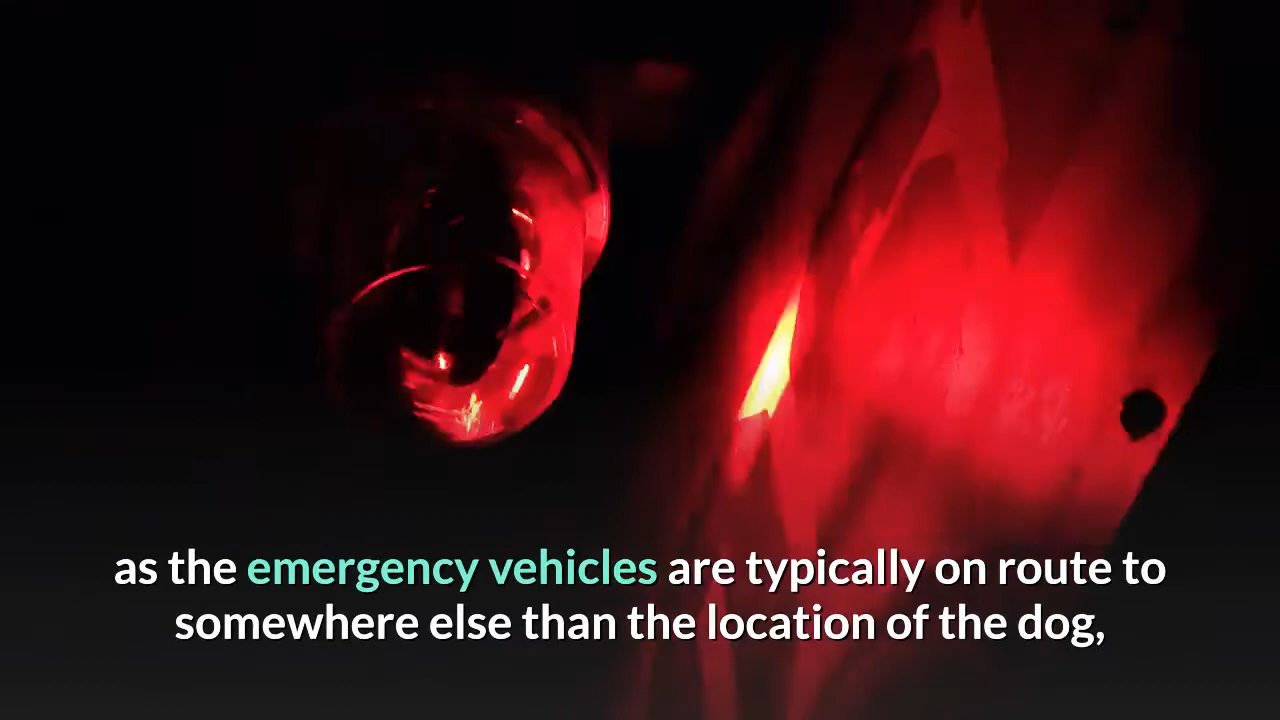 as the emergency vehicles are typically on route to
somewhere else than the location of the dog,